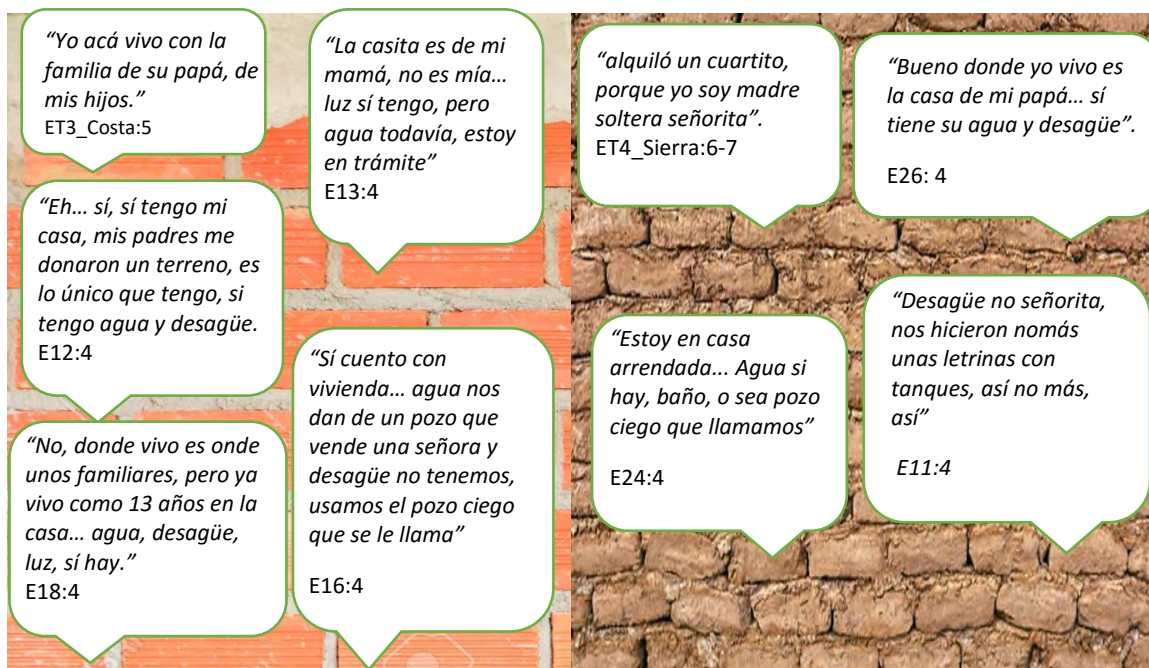 “Yo acá vivo con la
familia de su papá, de
mis hijos.”
ET3_Costa:5
“La casita es de mi
mamá, no es mía…
luz sí tengo, pero
agua todavía, estoy
en trámite”
E13:4
“Eh… sí, sí tengo mi
casa, mis padres me
donaron un terreno, es
lo único que tengo, si
tengo agua y desagüe.
E12:4
“Sí cuento con
vivienda… agua nos
dan de un pozo que
vende una señora y
desagüe no tenemos,
usamos el pozo ciego
que se le llama”
E16:4
“No, donde vivo es onde
unos familiares, pero ya
vivo como 13 años en la
casa… agua, desagüe,
luz, sí hay.”
E18:4
“alquiló un cuartito,
porque yo soy madre
soltera señorita”.
ET4_Sierra:6-7
“Bueno donde yo vivo es
la casa de mi papá… sí
tiene su agua y desagüe”.
E26: 4
“Estoy en casa
arrendada... Agua si
hay, baño, o sea pozo
ciego que llamamos”
E24:4
“Desagüe no señorita,
nos hicieron nomás
unas letrinas con
tanques, así no más,
así”
E11:4